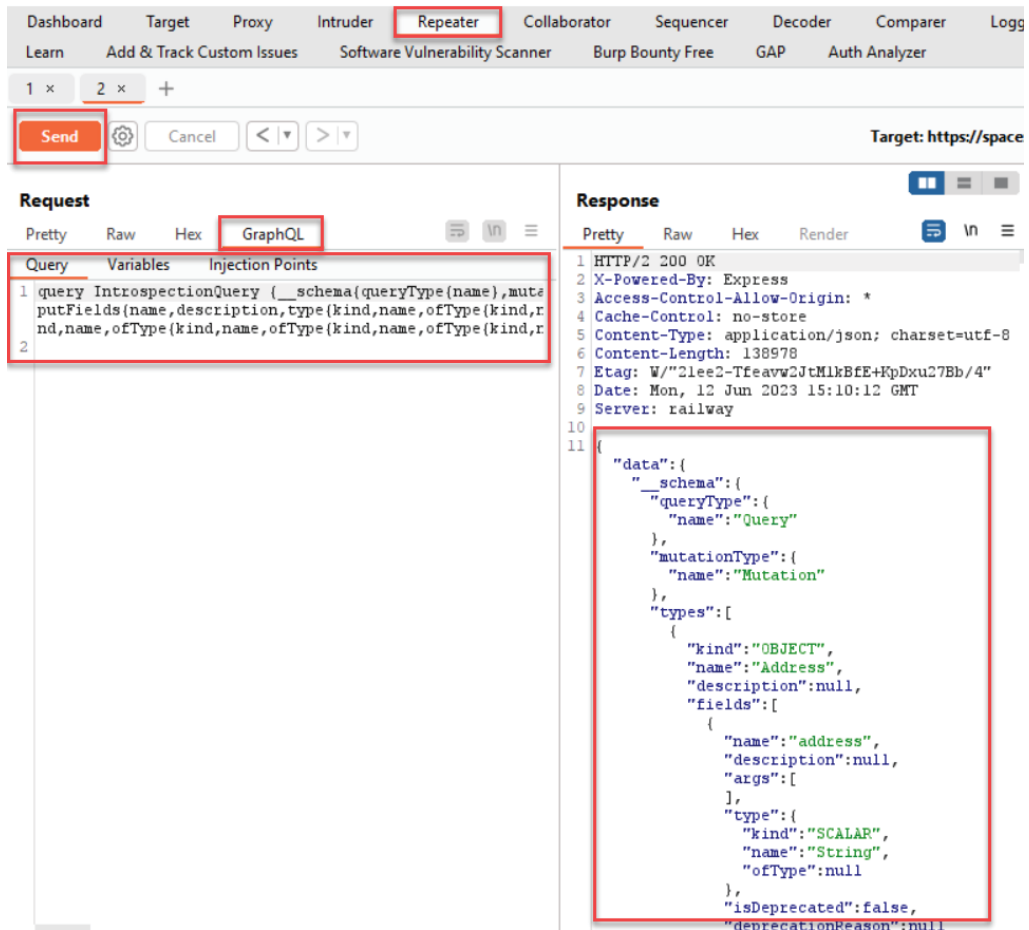 Dashboard Target Proxy Intruder Repeater Collaborator Sequencer Decoder Comparer Logg
Learn Add & Track Custom Issues Software Vulnerability Scanner Burp Bounty Free GAP Auth Analyzer
1 × 2 × +
Send Cancel < ▼ > ▼ Target: https://space
Request
Pretty Raw Hex GraphQL \n
Query Variables Injection Points
1 query IntrospectionQuery {__schema{queryType{name},muta
putFields{name,description,type{kind,name,ofType{kind,n
nd,name,ofType{kind,name,ofType{kind,name,ofType{kind,n
2
Response
Pretty Raw Hex Render \n
1 HTTP/2 200 OK
2 X-Powered-By: Express
3 Access-Control-Allow-Origin: *
4 Cache-Control: no-store
5 Content-Type: application/json; charset=utf-8
6 Content-Length: 138978
7 Etag: W/"21ee2-Tfeavw2JtMlkBfE+KpDxu27Bb/4"
8 Date: Mon, 12 Jun 2023 15:10:12 GMT
9 Server: railway
10
11 {
"data":{
"__schema":{
"queryType":{
"name":"Query"
},
"mutationType":{
"name":"Mutation"
},
"types":[
{
"kind":"OBJECT",
"name":"Address",
"description":null,
"fields":[
{
"name":"address",
"description":null,
"args":[
],
"type":{
"kind":"SCALAR",
"name":"String",
"ofType":null
},
"isDeprecated":false,
"deprecationReason":null